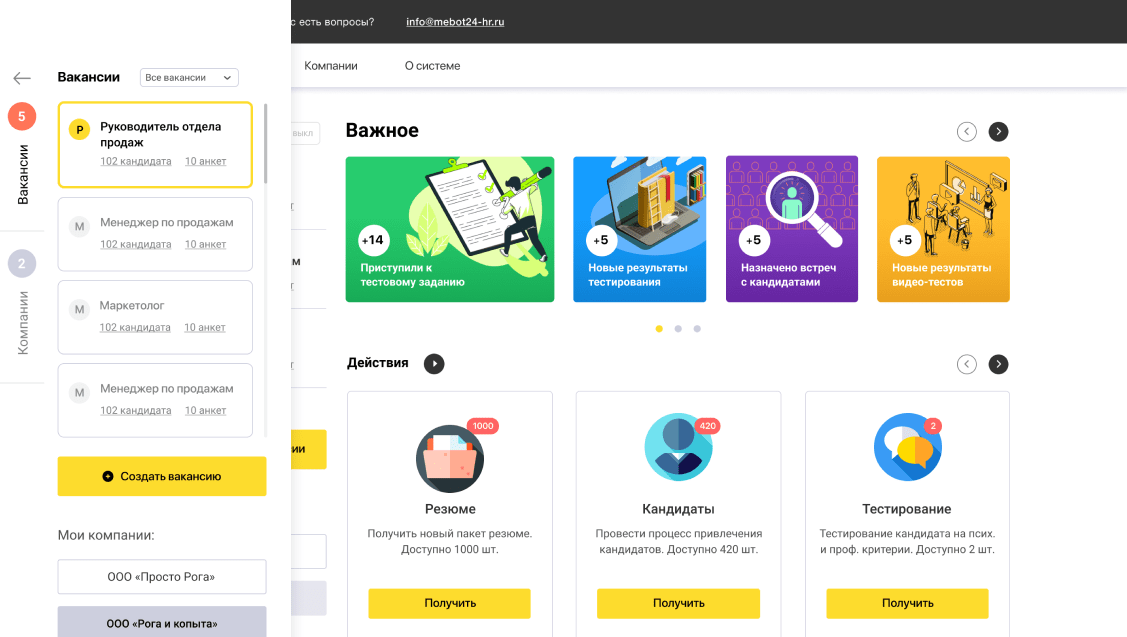 с есть вопросы?
info@mebot24-hr.ru
Компании
О системе
Вакансии
Все вакансии
5
Вакансии
2
Компании
Р
Руководитель отдела
продаж
102 кандидата
10 анкет
М
Менеджер по продажам
102 кандидата
10 анкет
М
Маркетолог
102 кандидата
10 анкет
М
Менеджер по продажам
102 кандидата
10 анкет
Создать вакансию
Мои компании:
ООО «Просто Рога»
ООО «Рога и копыта»
выкл
т
м
т
т
ии
Важное
+14
Приступили к
тестовому заданию
+5
Новые результаты
тестирования
+5
Назначено встреч
с кандидатами
+5
Новые результаты
видео-тестов
Действия
1000
Резюме
Получить новый пакет резюме.
Доступно 1000 шт.
Получить
420
Кандидаты
Провести процесс привлечения
кандидатов. Доступно 420 шт.
Получить
2
Тестирование
Тестирование кандидата на псих.
и проф. критерии. Доступно 2 шт.
Получить